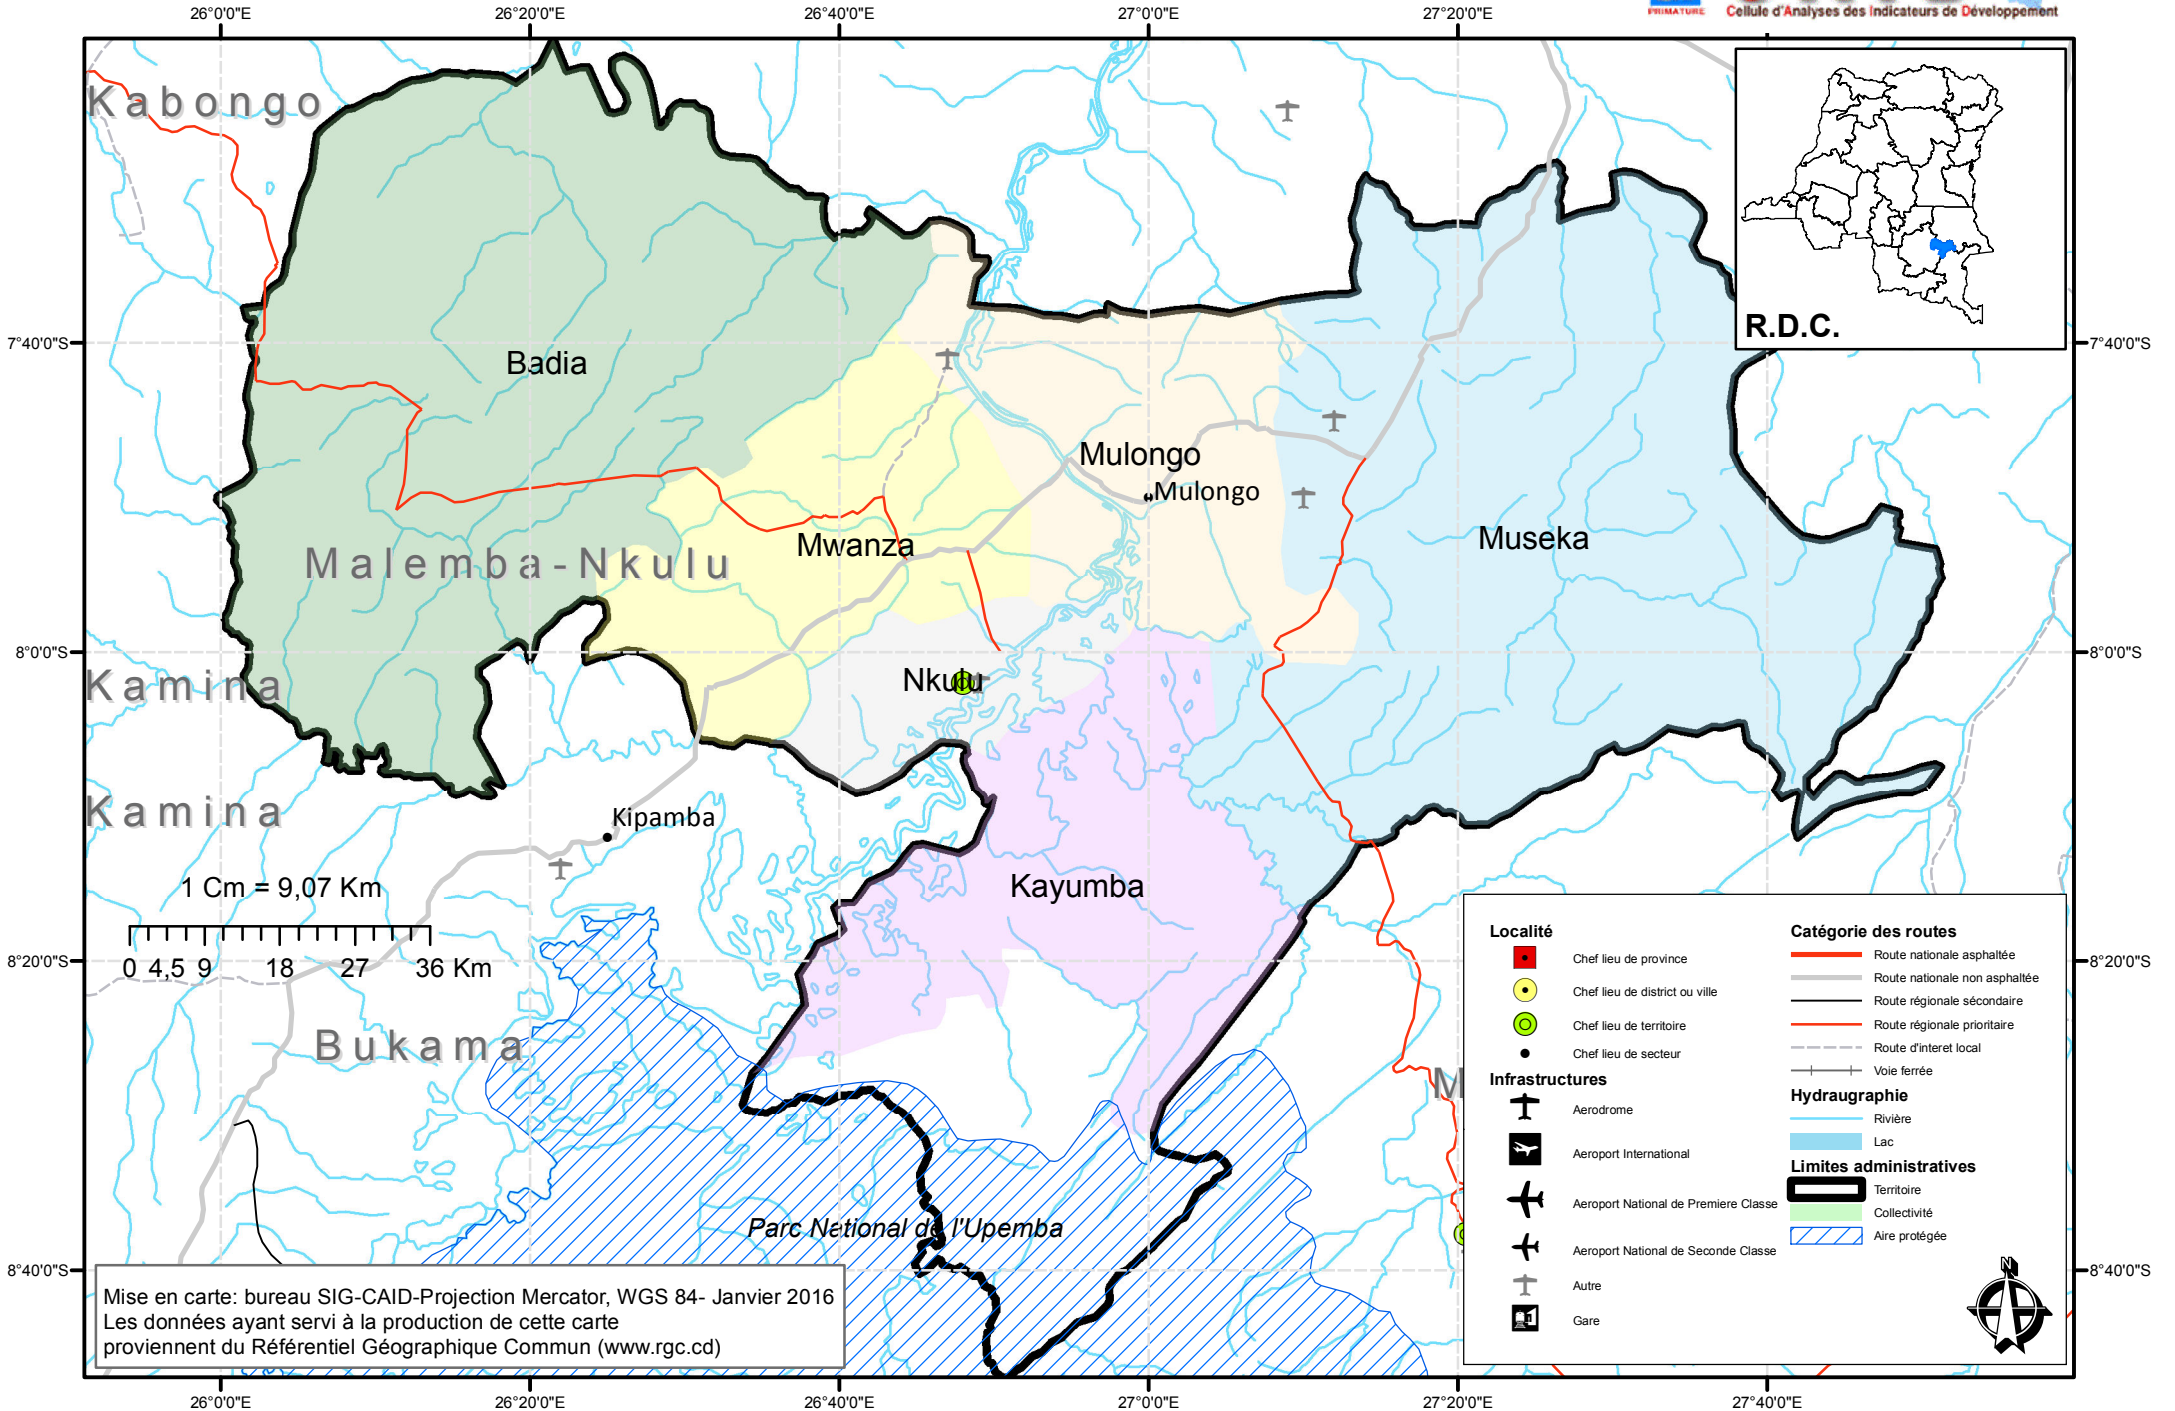 PRIMATURE
Cellule d'Analyses des Indicateurs de Développement
26°0'0"E 26°20'0"E 26°40'0"E 27°0'0"E 27°20'0"E
Kabongo
R.D.C.
7°40'0"S
7°40'0"S
Badia
Mulongo
Mulongo
Mwanza
Museka
Malemba-Nkulu
8°0'0"S
8°0'0"S
Kamina
Nkulu
Kamina
Kipamba
Kayumba
1 Cm = 9,07 Km
0 4,5 9 18 27 36 Km
8°20'0"S
8°20'0"S
Bukama
M
Parc National de l'Upemba
8°40'0"S
8°40'0"S
Localité
Chef lieu de province
Chef lieu de district ou ville
Chef lieu de territoire
Chef lieu de secteur
Infrastructures
Aerodrome
Aeroport International
Aeroport National de Premiere Classe
Aeroport National de Seconde Classe
Autre
Gare
Catégorie des routes
Route nationale asphaltée
Route nationale non asphaltée
Route régionale sécondaire
Route régionale prioritaire
Route d'interet local
Voie ferrée
Hydraugraphie
Rivière
Lac
Limites administratives
Territoire
Collectivité
Aire protégée
N
Mise en carte: bureau SIG-CAID-Projection Mercator, WGS 84- Janvier 2016
Les données ayant servi à la production de cette carte
proviennent du Référentiel Géographique Commun (www.rgc.cd)
26°0'0"E 26°20'0"E 26°40'0"E 27°0'0"E 27°20'0"E 27°40'0"E